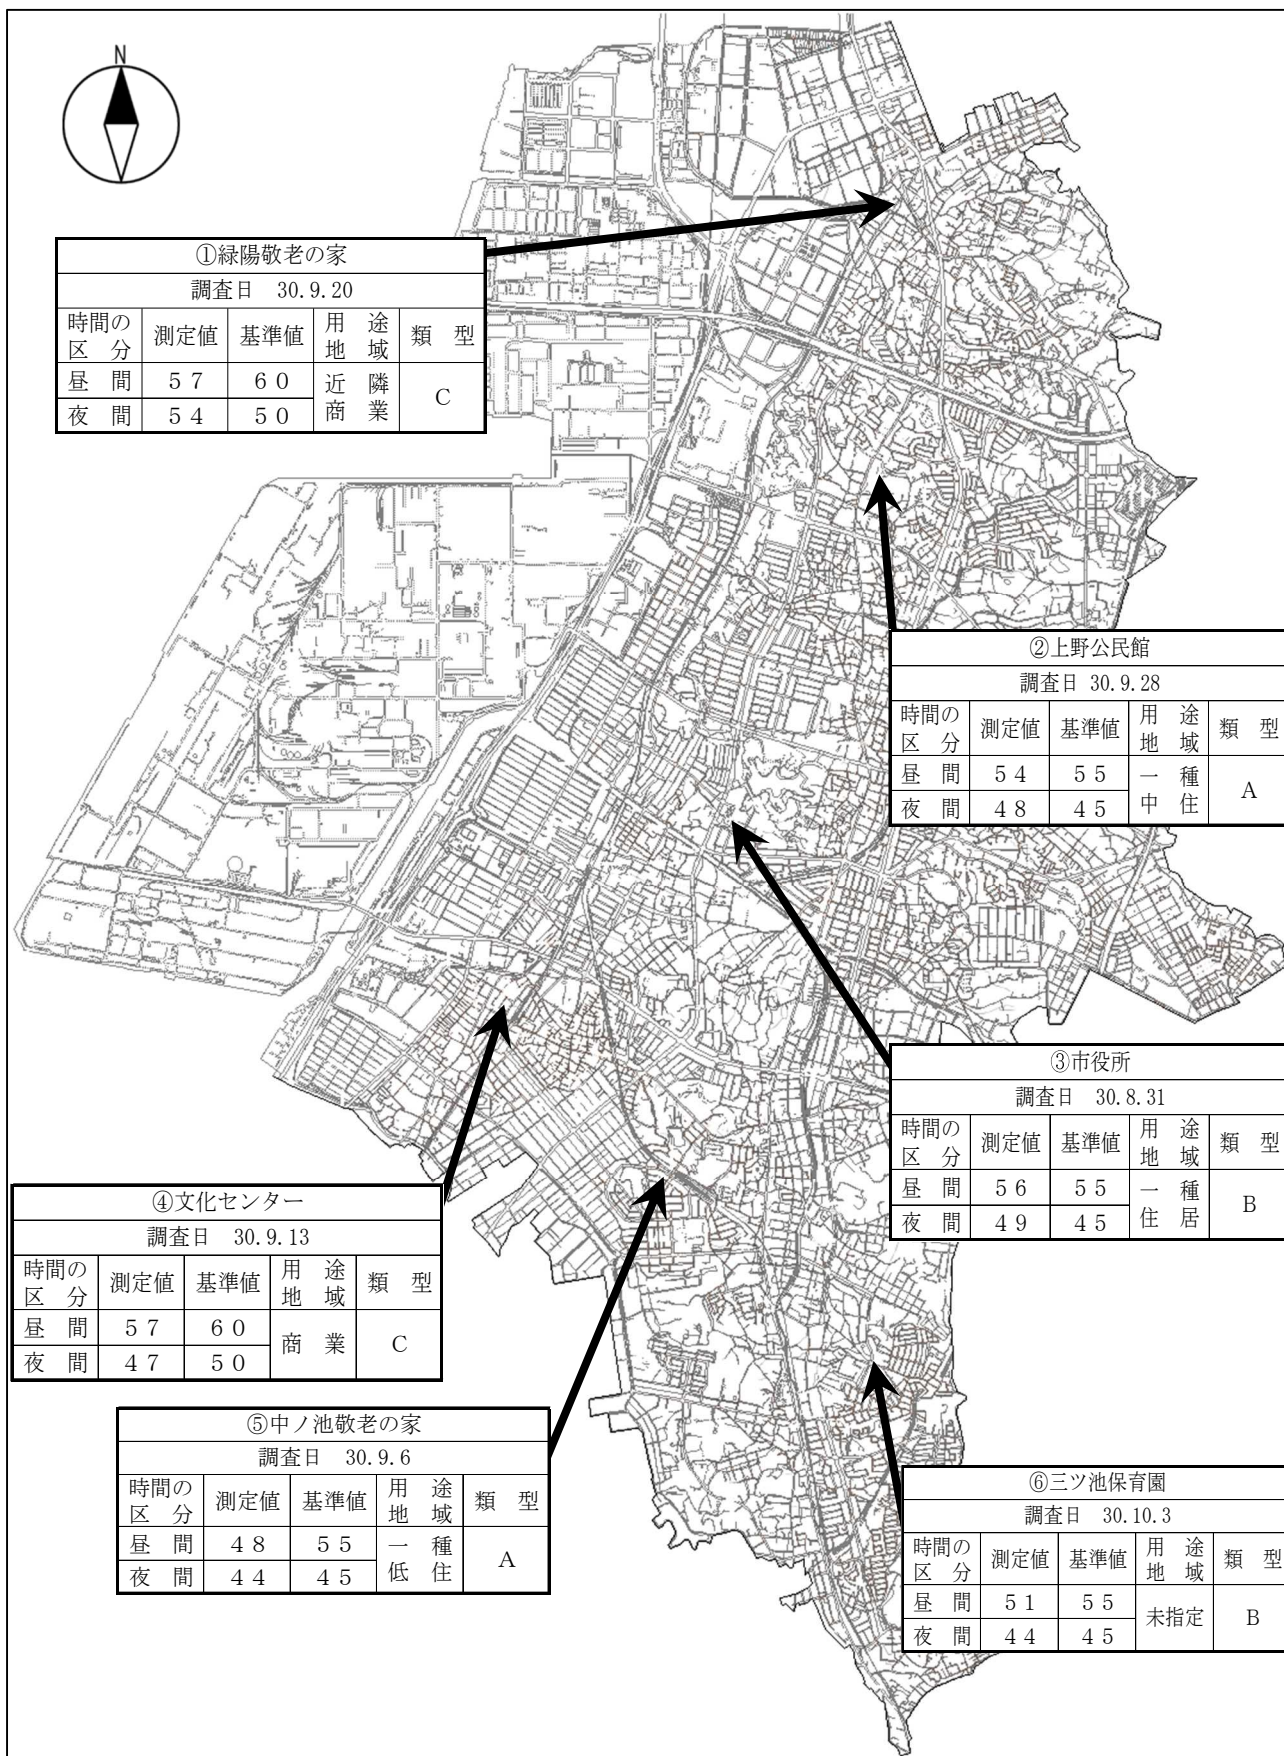 N
①緑陽敬老の家
調査日 30.9.20
時間の区分 測定値 基準値 用途地域 類型
昼間 57 60 近隣商業 C
夜間 54 50
②上野公民館
調査日 30.9.28
時間の区分 測定値 基準値 用途地域 類型
昼間 54 55 一種中住 A
夜間 48 45
③市役所
調査日 30.8.31
時間の区分 測定値 基準値 用途地域 類型
昼間 56 55 一種住居 B
夜間 49 45
④文化センター
調査日 30.9.13
時間の区分 測定値 基準値 用途地域 類型
昼間 57 60 商業 C
夜間 47 50
⑤中ノ池敬老の家
調査日 30.9.6
時間の区分 測定値 基準値 用途地域 類型
昼間 48 55 一種低住 A
夜間 44 45
⑥三ツ池保育園
調査日 30.10.3
時間の区分 測定値 基準値 用途地域 類型
昼間 51 55 未指定 B
夜間 44 45